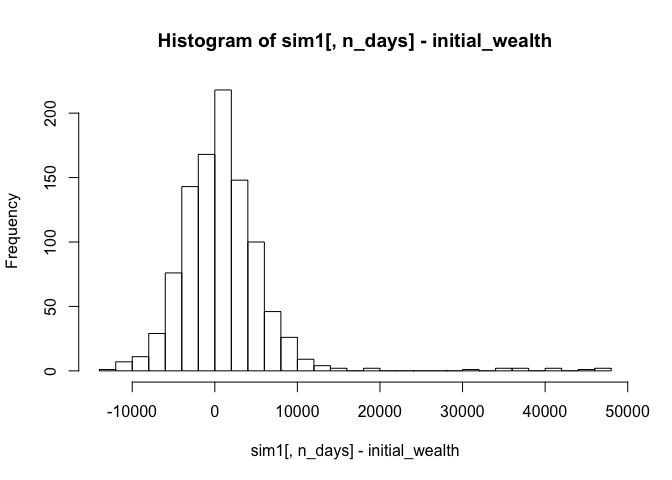 Histogram of sim1[, n_days] - initial_wealth
Frequency
200
150
100
50
0
-10000 0 10000 20000 30000 40000 50000
sim1[, n_days] - initial_wealth